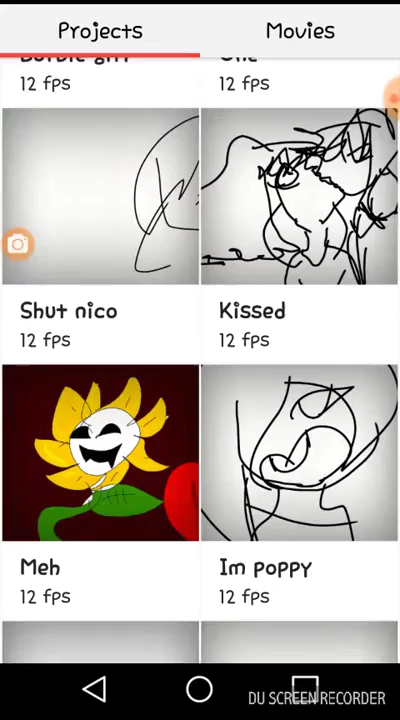 Projects Movies
12 fps 12 fps
Shut nico Kissed
12 fps 12 fps
Meh Im poppy
12 fps 12 fps
DU SCREEN RECORDER